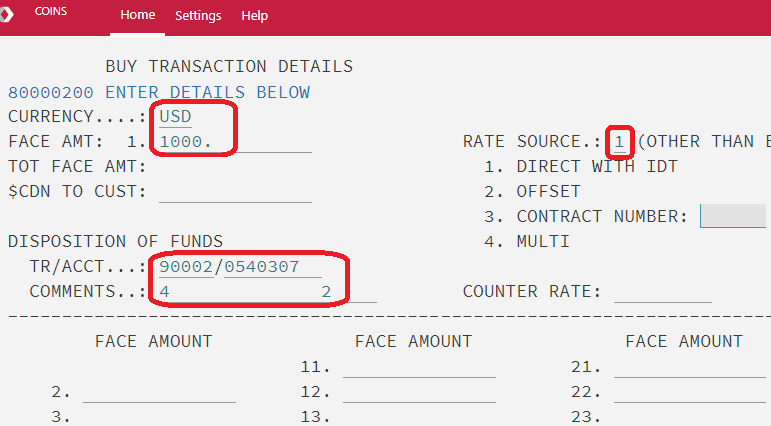 COINS Home Settings Help
BUY TRANSACTION DETAILS
80000200 ENTER DETAILS BELOW
CURRENCY....: USD
FACE AMT: 1. 1000. RATE SOURCE.: 1 (OTHER THAN
TOT FACE AMT: 1. DIRECT WITH IDT
$CDN TO CUST: 2. OFFSET
3. CONTRACT NUMBER:
DISPOSITION OF FUNDS 4. MULTI
TR/ACCT...: 90002/0540307
COMMENTS..: 4 2 COUNTER RATE:
FACE AMOUNT FACE AMOUNT FACE AMOUNT
11. 21.
2. 12. 22.
3. 13. 23.